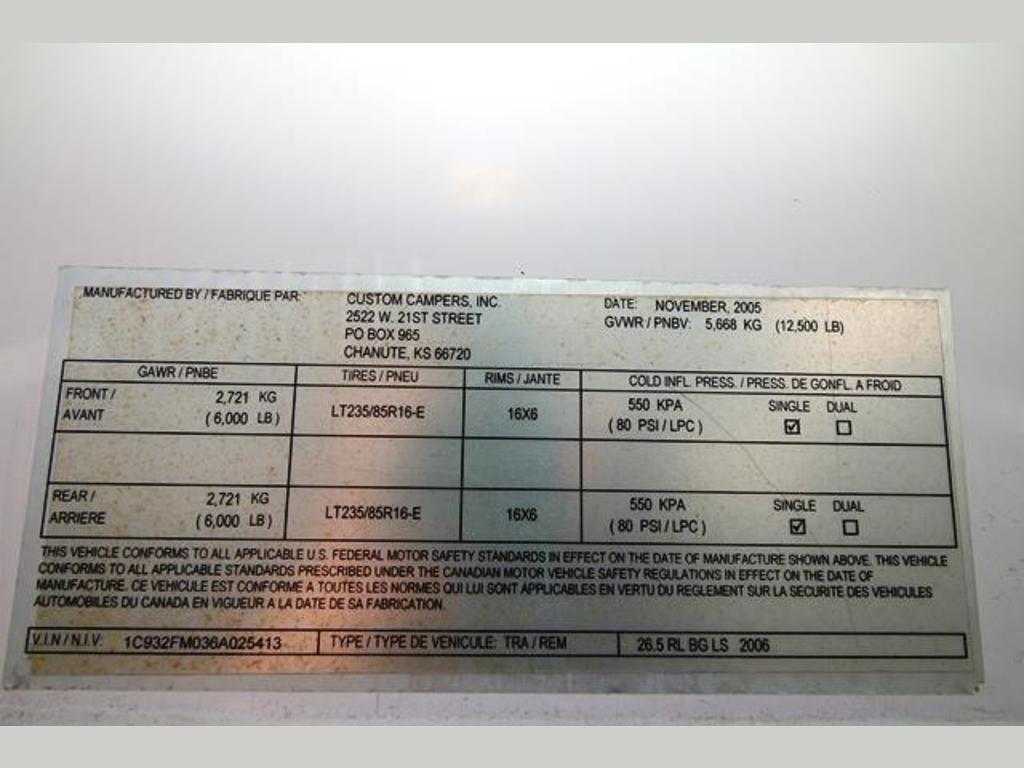 MANUFACTURED BY / FABRIQUE PAR:
CUSTOM CAMPERS, INC.
2522 W. 21ST STREET
PO BOX 965
CHANUTE, KS 66720
DATE: NOVEMBER, 2005
GVWR / PNBV: 5,668 KG (12,500 LB)
GAWR / PNBE TIRES / PNEU RIMS / JANTE COLD INFL. PRESS. / PRESS. DE GONFL. A FROID
FRONT / 2,721 KG LT235/85R16-E 16X6 550 KPA SINGLE DUAL
AVANT (6,000 LB) (80 PSI / LPC)
REAR / 2,721 KG LT235/85R16-E 16X6 550 KPA SINGLE DUAL
ARRIERE (6,000 LB) (80 PSI / LPC)
THIS VEHICLE CONFORMS TO ALL APPLICABLE U.S. FEDERAL MOTOR SAFETY STANDARDS IN EFFECT ON THE DATE OF MANUFACTURE SHOWN ABOVE. THIS VEHICLE
CONFORMS TO ALL APPLICABLE STANDARDS PRESCRIBED UNDER THE CANADIAN MOTOR VEHICLE SAFETY REGULATIONS IN EFFECT ON THE DATE OF
MANUFACTURE. CE VEHICULE EST CONFORME A TOUTES LES NORMES QUI LUI SONT APPLICABLES EN VERTU DU REGLEMENT SUR LA SECURITE DES VEHICULES
AUTOMOBILES DU CANADA EN VIGUEUR A LA DATE DE SA FABRICATION.
V.I.N / N.I.V: 1C932FM036A025413 TYPE / TYPE DE VENICULE: TRA / REM 26.5 RL BG LS 2006